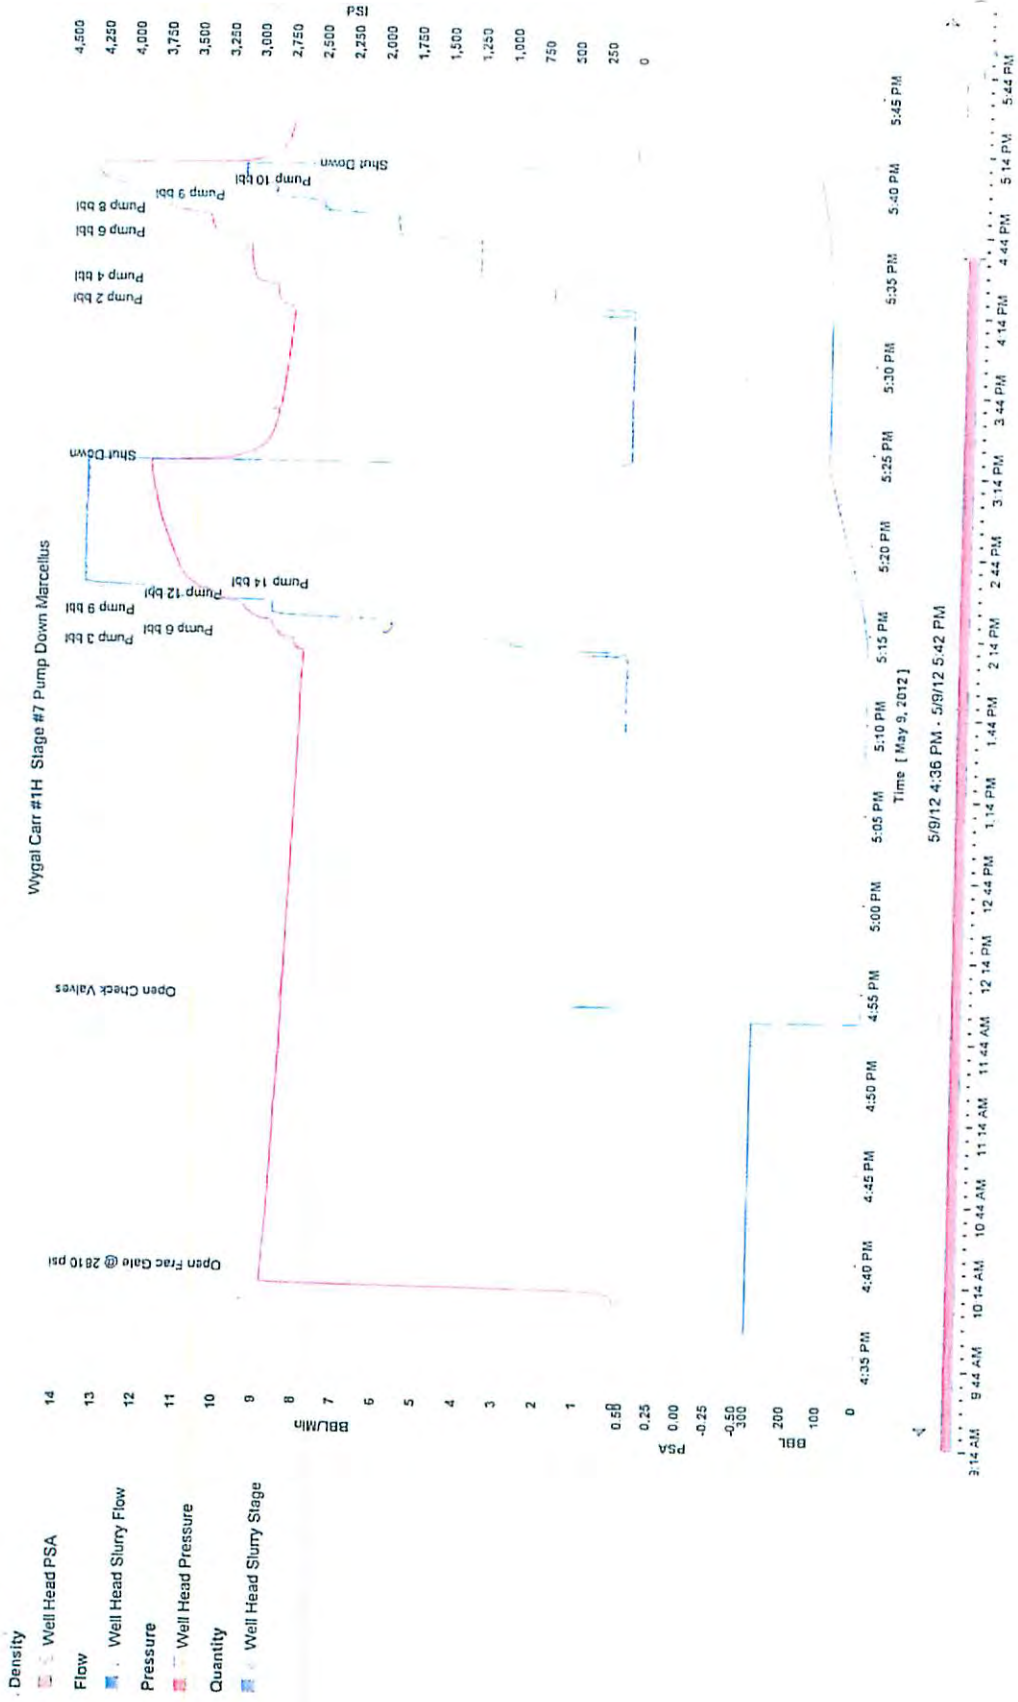 Wygal Carr #1H Stage #7 Pump Down Marcellus
Density
Well Head PSA
Flow
Well Head Slurry Flow
Pressure
Well Head Pressure
Quantity
Well Head Slurry Stage
14
13
12
11
10
9
8
7
6
5
4
3
2
1
BBL/Min
0.50
0.25
0.00
-0.25
-0.50
PSA
300
200
100
0
BBL
Open Frac Gate @ 2810 psi
Open Check Valves
Pump 3 bbl
Pump 6 bbl
Pump 9 bbl
Pump 12 bbl
Pump 14 bbl
Shut Down
Pump 2 bbl
Pump 4 bbl
Pump 6 bbl
Pump 8 bbl
Pump 9 bbl
Pump 10 bbl
Shut Down
4,500
4,250
4,000
3,750
3,500
3,250
3,000
2,750
2,500
2,250
2,000
1,750
1,500
1,250
1,000
750
500
250
0
PSI
4:35 PM 4:40 PM 4:45 PM 4:50 PM 4:55 PM 5:00 PM 5:05 PM 5:10 PM 5:15 PM 5:20 PM 5:25 PM 5:30 PM 5:35 PM 5:40 PM 5:45 PM
Time [ May 9, 2012 ]
5/9/12 4:36 PM - 5/9/12 5:42 PM
9:14 AM 9:44 AM 10:14 AM 10:44 AM 11:14 AM 11:44 AM 12:14 PM 12:44 PM 1:14 PM 1:44 PM 2:14 PM 2:44 PM 3:14 PM 3:44 PM 4:14 PM 4:44 PM 5:14 PM 5:44 PM